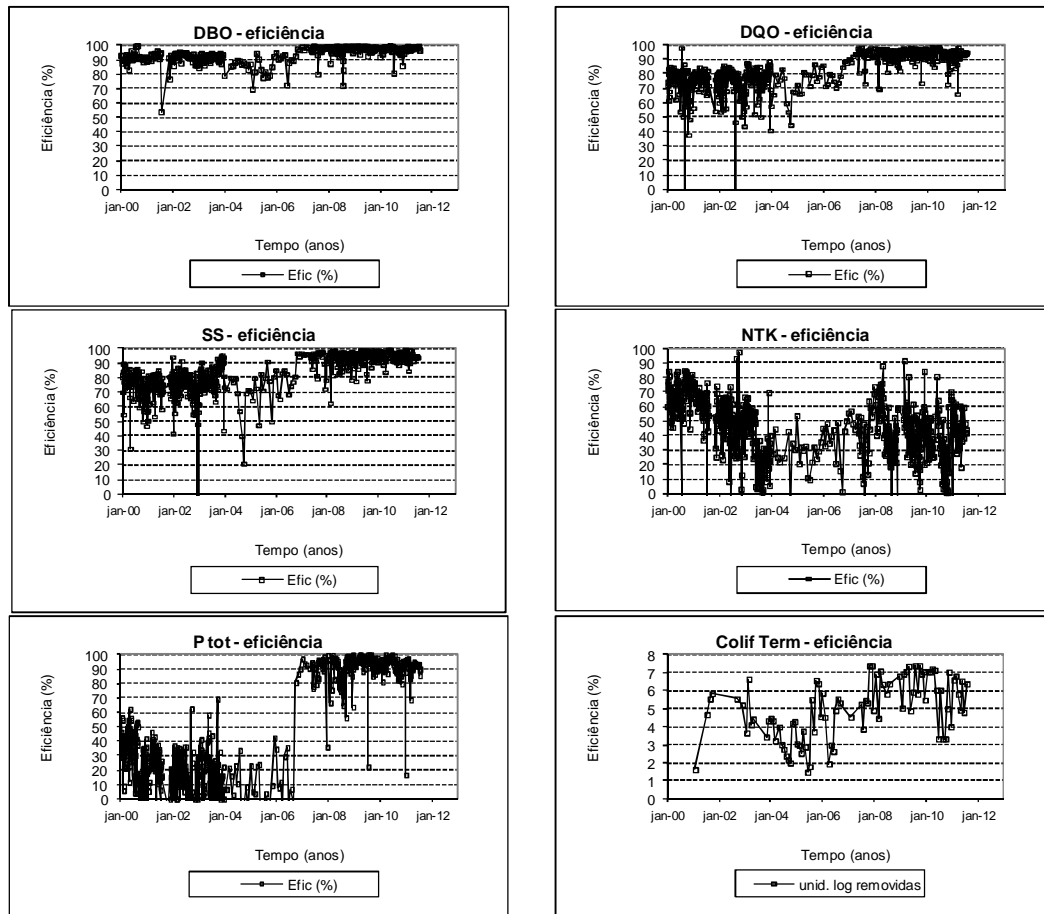 DBO - eficiência
Eficiência (%)
100
90
80
70
60
50
40
30
20
10
0
jan-00 jan-02 jan-04 jan-06 jan-08 jan-10 jan-12
Tempo (anos)
Efic (%)
DQO - eficiência
Eficiência (%)
100
90
80
70
60
50
40
30
20
10
0
jan-00 jan-02 jan-04 jan-06 jan-08 jan-10 jan-12
Tempo (anos)
Efic (%)
SS - eficiência
Eficiência (%)
100
90
80
70
60
50
40
30
20
10
0
jan-00 jan-02 jan-04 jan-06 jan-08 jan-10 jan-12
Tempo (anos)
Efic (%)
NTK - eficiência
Eficiência (%)
100
90
80
70
60
50
40
30
20
10
0
jan-00 jan-02 jan-04 jan-06 jan-08 jan-10 jan-12
Tempo (anos)
Efic (%)
P tot - eficiência
Eficiência (%)
100
90
80
70
60
50
40
30
20
10
0
jan-00 jan-02 jan-04 jan-06 jan-08 jan-10 jan-12
Tempo (anos)
Efic (%)
Colif Term - eficiência
Eficiência (%)
8
7
6
5
4
3
2
1
0
jan-00 jan-02 jan-04 jan-06 jan-08 jan-10 jan-12
Tempo (anos)
unid. log removidas